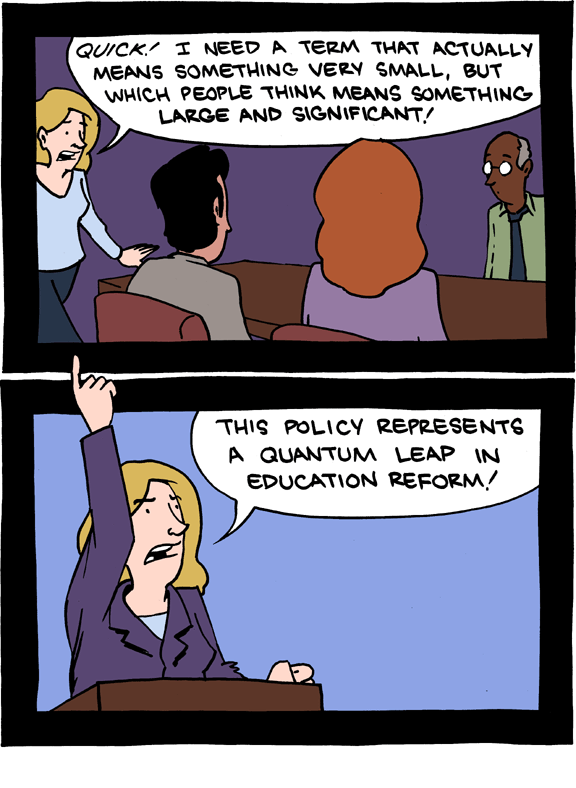 QUICK! I NEED A TERM THAT ACTUALLY
MEANS SOMETHING VERY SMALL, BUT
WHICH PEOPLE THINK MEANS SOMETHING
LARGE AND SIGNIFICANT!
THIS POLICY REPRESENTS
A QUANTUM LEAP IN
EDUCATION REFORM!